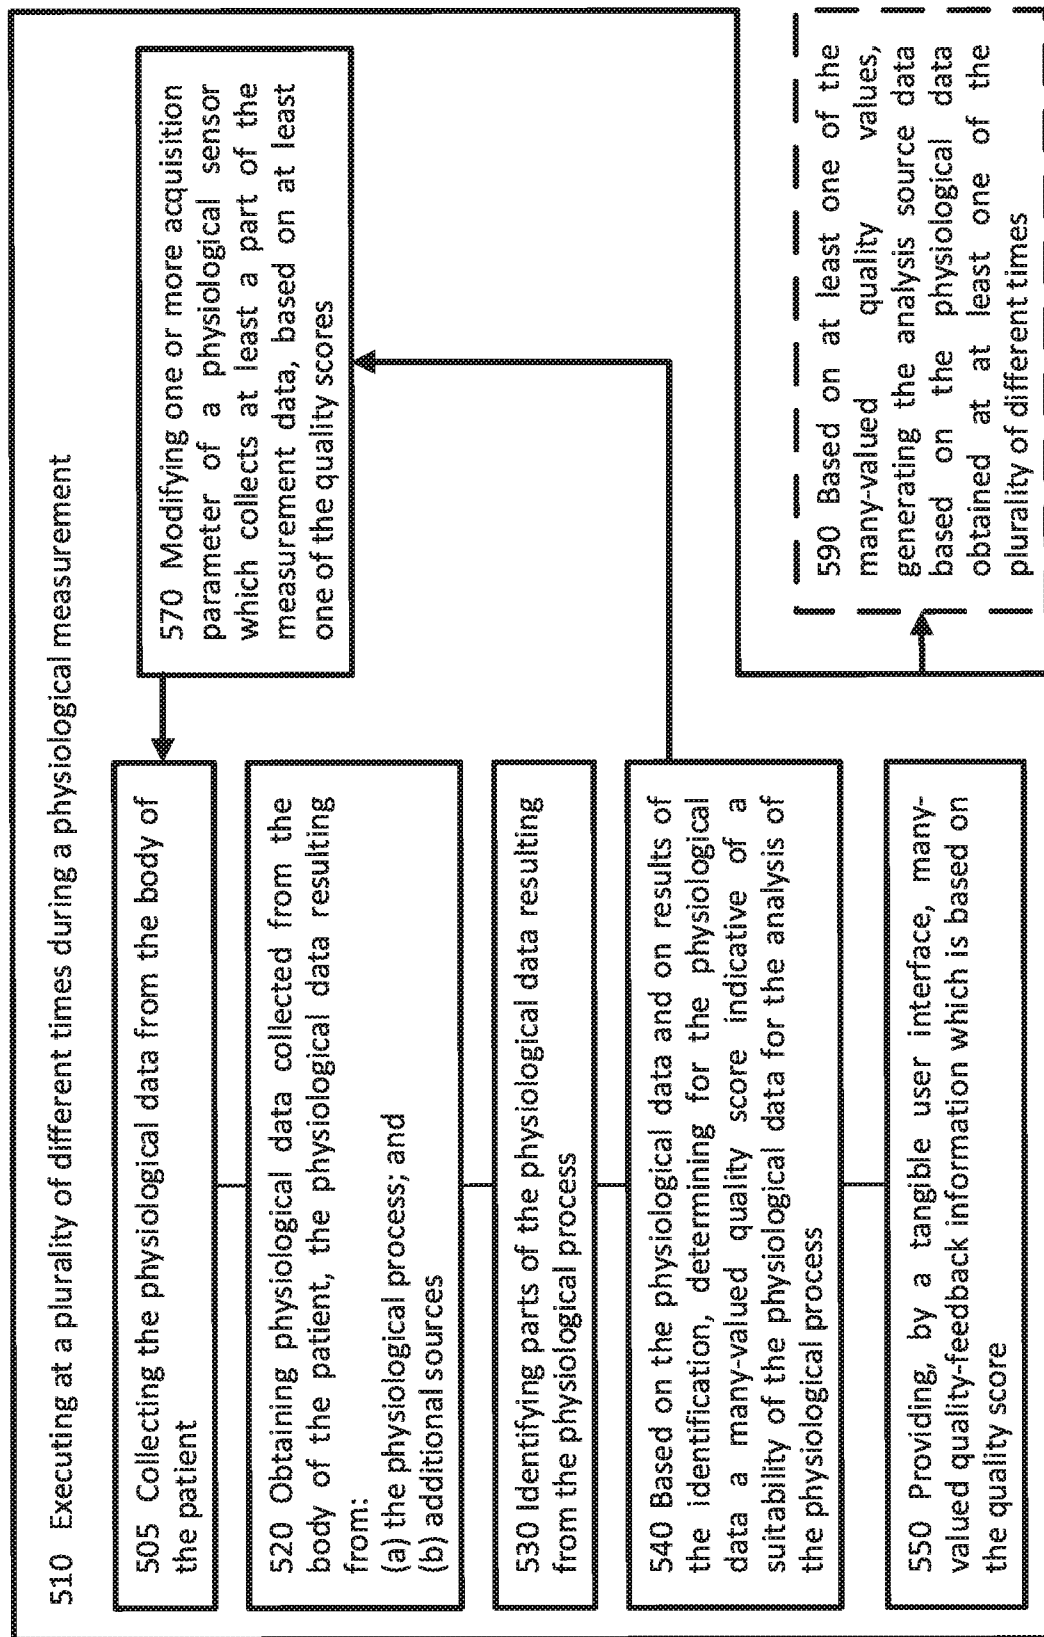 510 Executing at a plurality of different times during a physiological measurement
505 Collecting the physiological data from the body of
the patient
520 Obtaining physiological data collected from the
body of the patient, the physiological data resulting
from:
(a) the physiological process; and
(b) additional sources
530 Identifying parts of the physiological data resulting
from the physiological process
540 Based on the physiological data and on results of
the identification, determining for the physiological
data a many-valued quality score indicative of a
suitability of the physiological data for the analysis of
the physiological process
550 Providing, by a tangible user interface, many-
valued quality-feedback information which is based on
the quality score
570 Modifying one or more acquisition
parameter of a physiological sensor
which collects at least a part of the
measurement data, based on at least
one of the quality scores
590 Based on at least one of the
many-valued quality values,
generating the analysis source data
based on the physiological data
obtained at at least one of the
plurality of different times